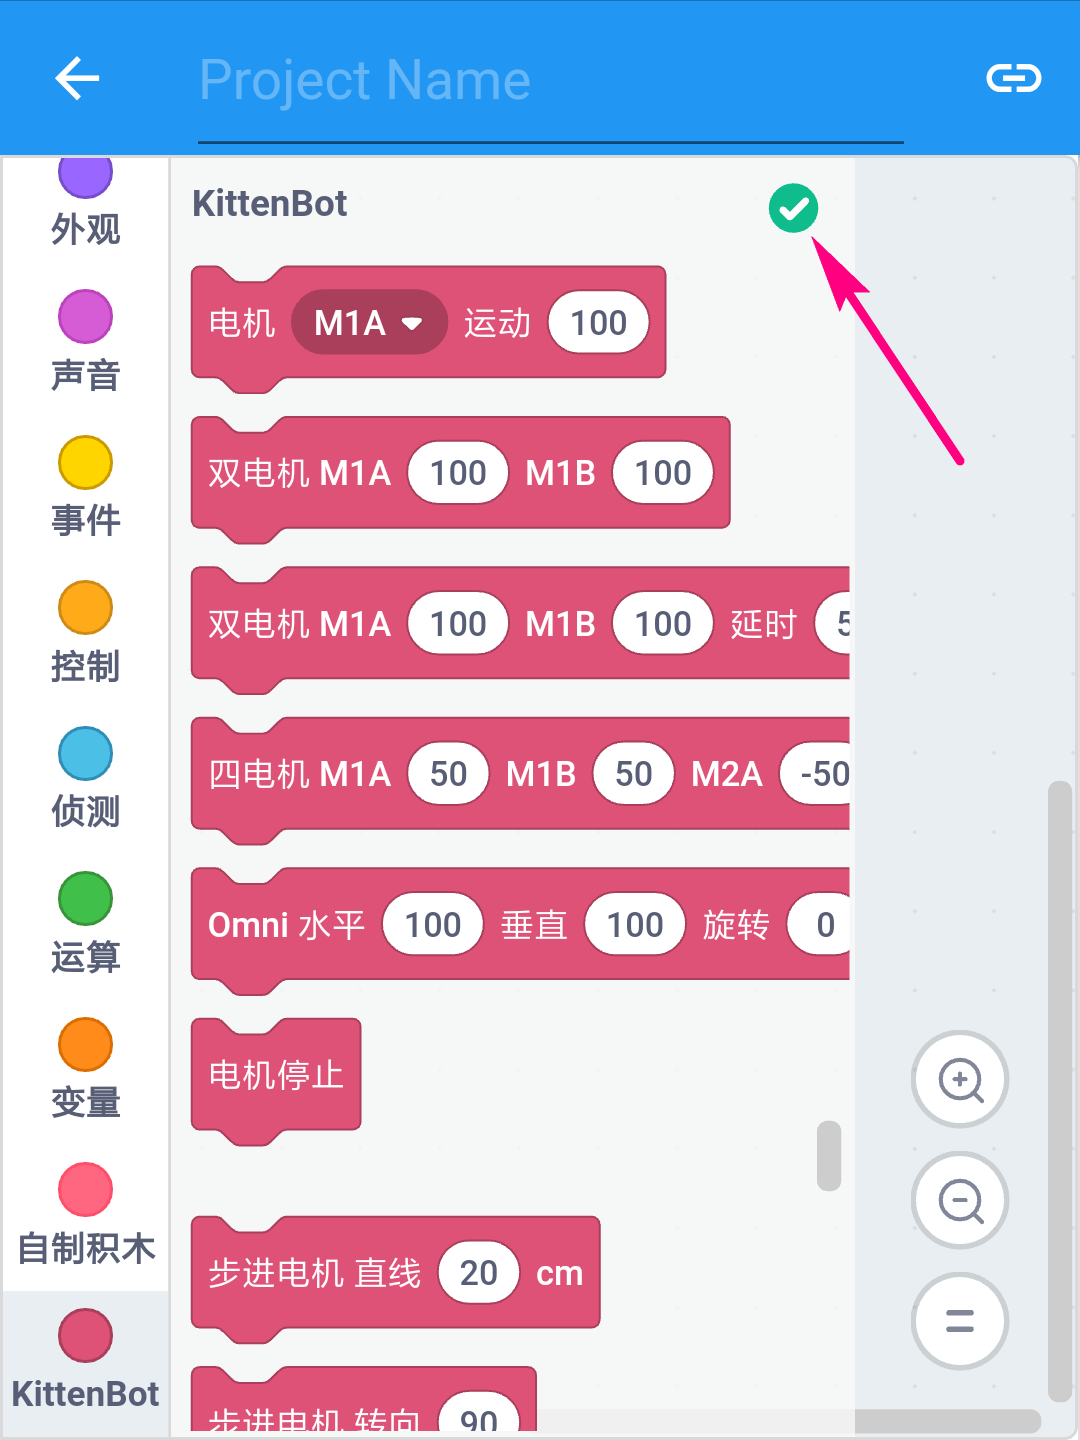 Project Name
外观
声音
事件
控制
侦测
运算
变量
自制积木
KittenBot
KittenBot
电机 M1A 运动 100
双电机 M1A 100 M1B 100
双电机 M1A 100 M1B 100 延时 5
四电机 M1A 50 M1B 50 M2A -50
Omni 水平 100 垂直 100 旋转 0
电机停止
步进电机 直线 20 cm
步进电机 转向 90